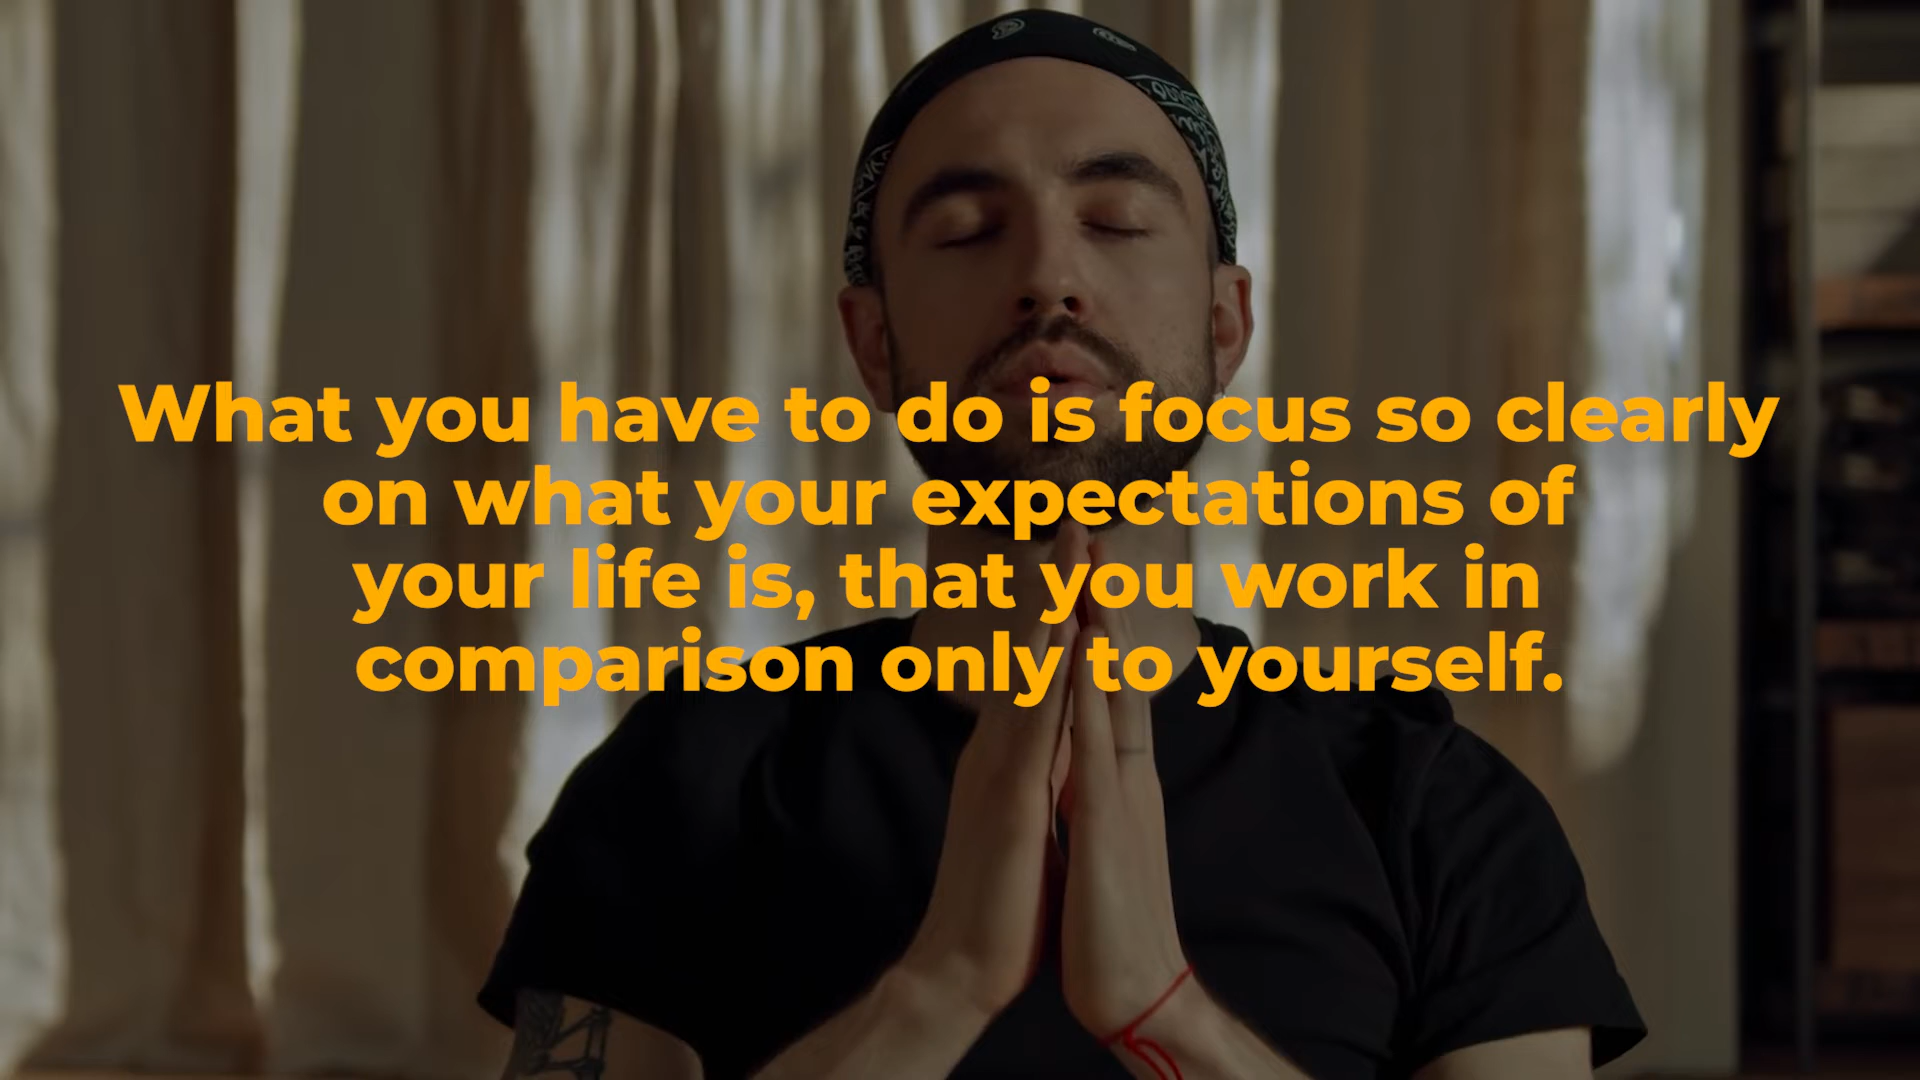 What you have to do is focus so clearly
on what your expectations of
your life is, that you work in
comparison only to yourself.